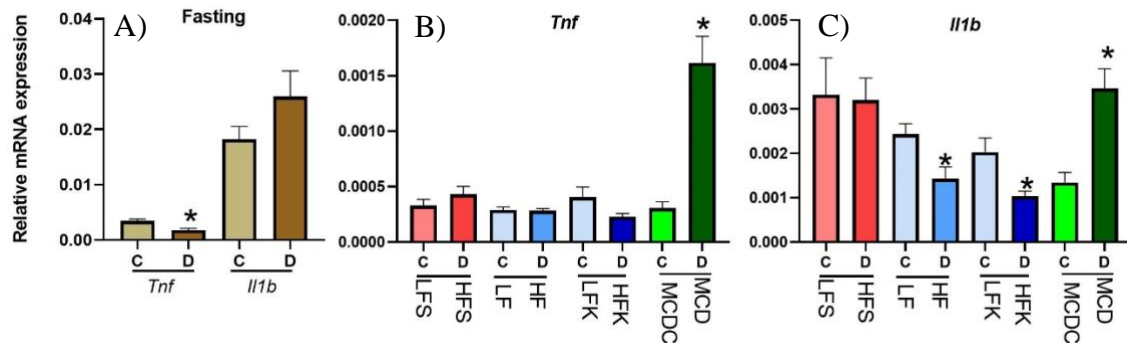 A)
Fasting
Relative mRNA expression
0.04
0.03
0.02
0.01
0.00
*
C D C D
Tnf Il1b
B)
Tnf
0.0020
0.0015
0.0010
0.0005
0.0000
*
C D C D C D C D
LFS HFS LF HF LFK HFK MCDC MCD
C)
Il1b
0.005
0.004
0.003
0.002
0.001
0.000
* * *
C D C D C D C D
LFS HFS LF HF LFK HFK MCDC MCD